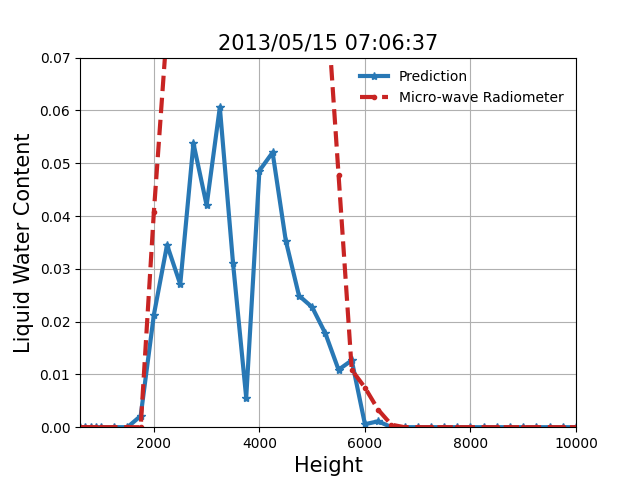 2013/05/15 07:06:37
Prediction
Micro-wave Radiometer
Liquid Water Content
0.07
0.06
0.05
0.04
0.03
0.02
0.01
0.00
2000 4000 6000 8000 10000
Height